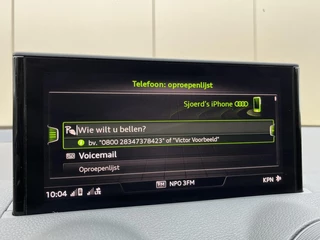 Telefoon: oproepenlijst
Sjoerd's iPhone
Wie wilt u bellen?
bv. "0800 28347378423" of "Victor Voorbeeld"
Voicemail
Oproepenlijst
10:04
NPO 3FM
KPN